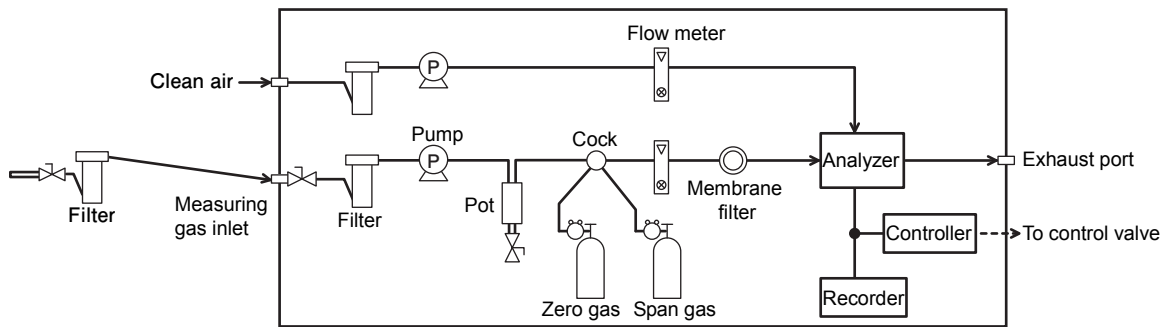 Flow meter
Clean air
P
Pump
P
Cock
Analyzer
Exhaust port
Filter
Measuring
gas inlet
Filter
Pot
Membrane
filter
Controller
To control valve
Zero gas
Span gas
Recorder